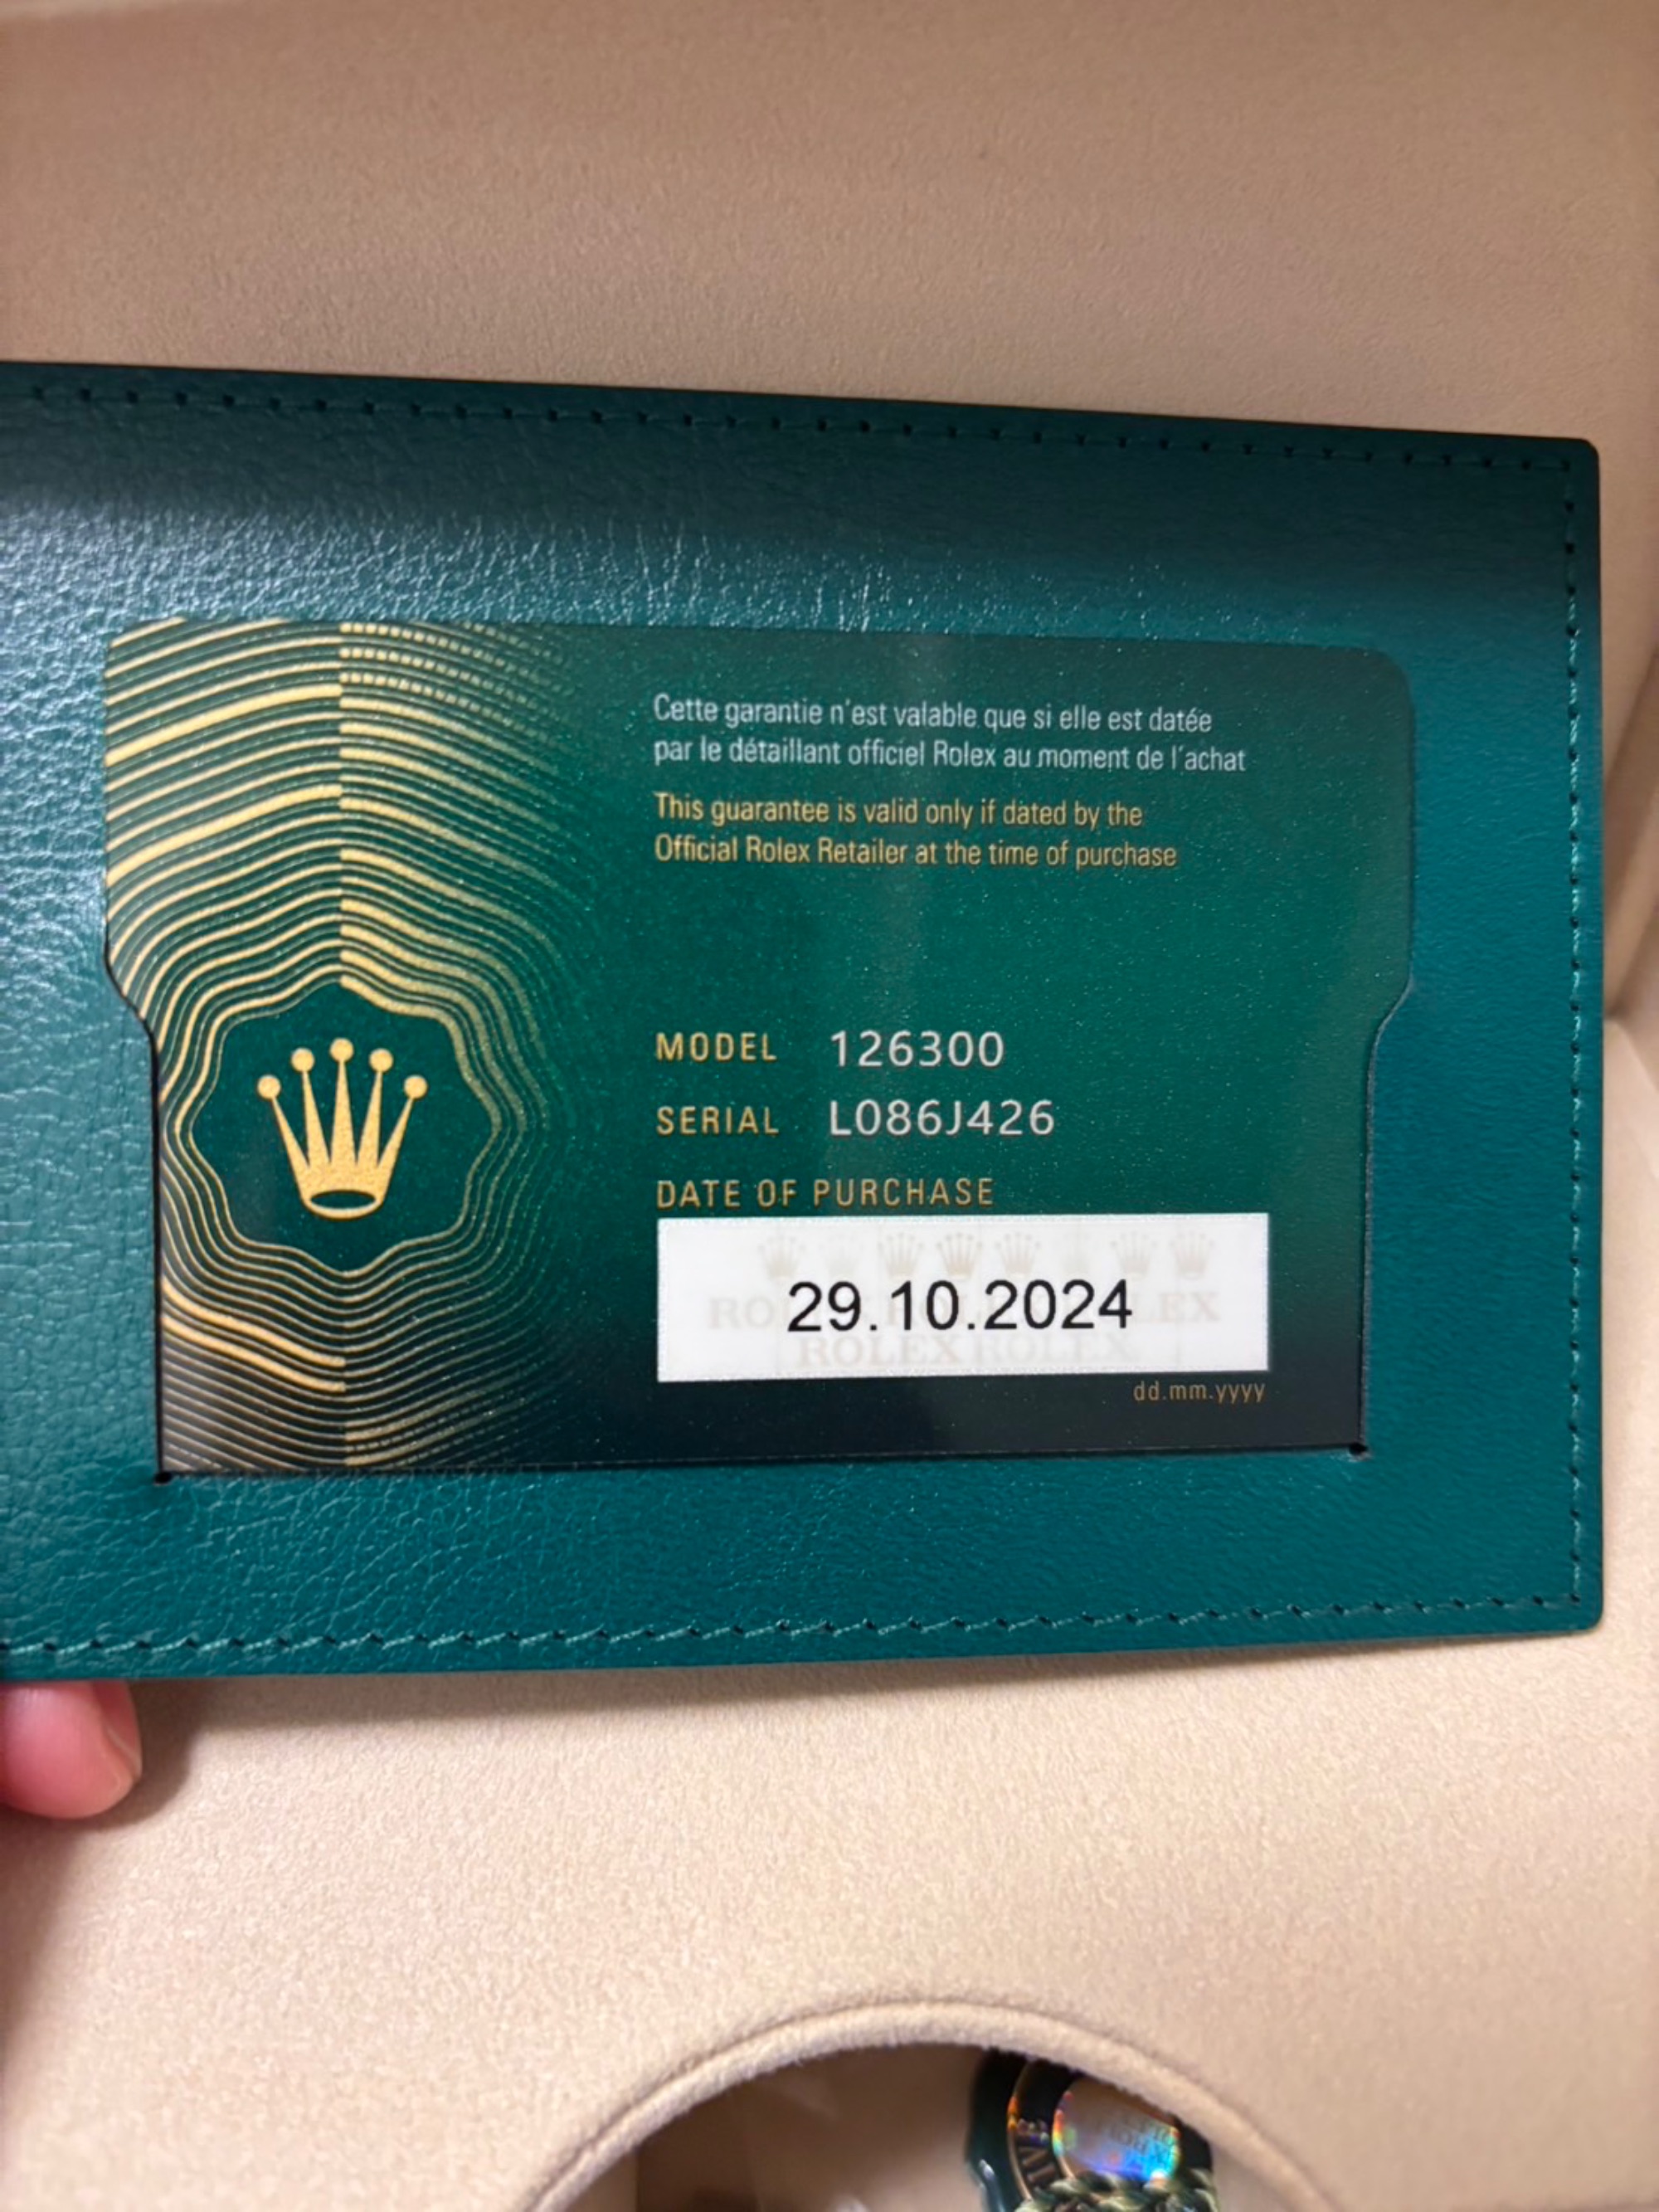 Cette garantie n'est valable que si elle est datée
par le détaillant officiel Rolex au moment de l'achat
This guarantee is valid only if dated by the
Official Rolex Retailer at the time of purchase
MODEL 126300
SERIAL L086J426
DATE OF PURCHASE
29.10.2024
ROLEX ROLEX
dd.mm.yyyy